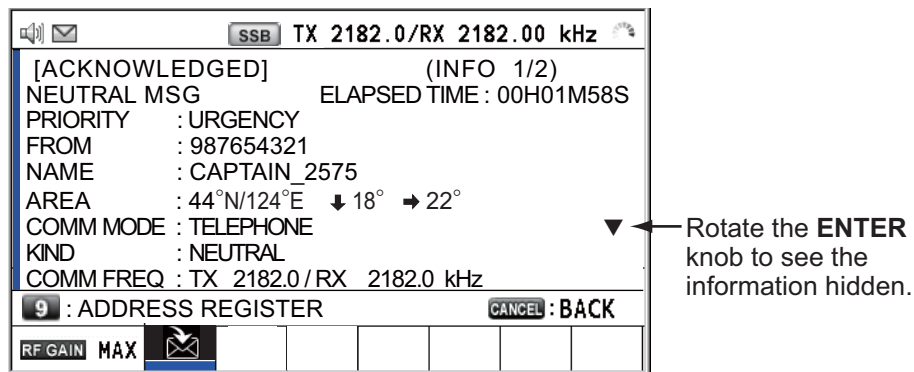 SSB TX 2182.0/RX 2182.00 kHz
[ACKNOWLEDGED] (INFO 1/2)
NEUTRAL MSG ELAPSED TIME : 00H01M58S
PRIORITY : URGENCY
FROM : 987654321
NAME : CAPTAIN_2575
AREA : 44°N/124°E ⬇ 18° ➡ 22°
COMM MODE : TELEPHONE
KIND : NEUTRAL
COMM FREQ : TX 2182.0 / RX 2182.0 kHz
9 : ADDRESS REGISTER CANCEL : BACK
RF GAIN MAX
Rotate the ENTER
knob to see the
information hidden.